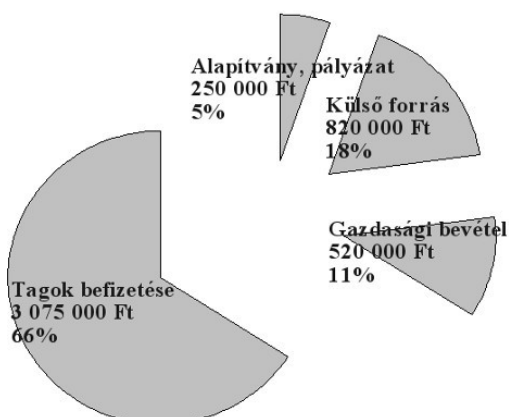 Alapítvány, pályázat
250 000 Ft
5%
Külső forrás
820 000 Ft
18%
Gazdasági bevétel
520 000 Ft
11%
Tagok befizetése
3 075 000 Ft
66%